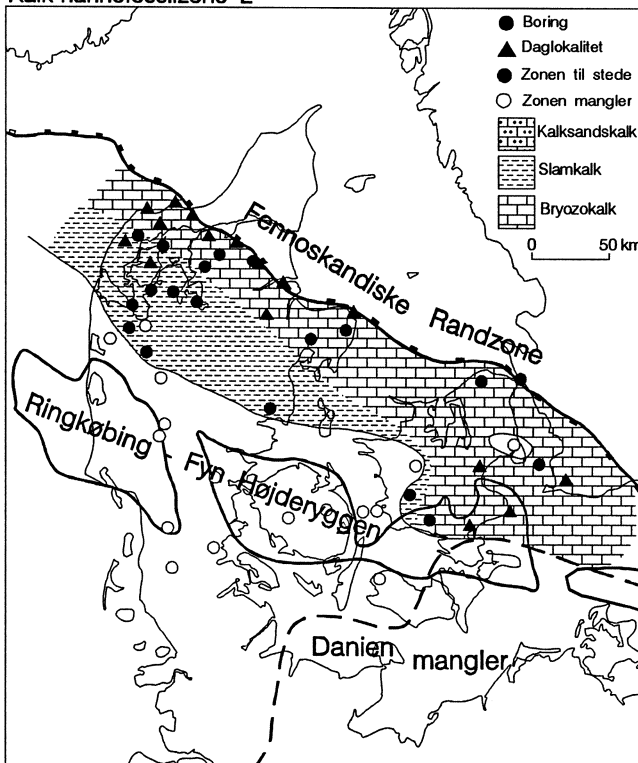 Boring
Daglokalitet
Zonen til stede
Zonen mangler
Kalksandskalk
Slamkalk
Bryozokalk
0 50 km
Fennoskandiske Randzone
Ringkøbing - Fyn Højderyggen
Danien mangler